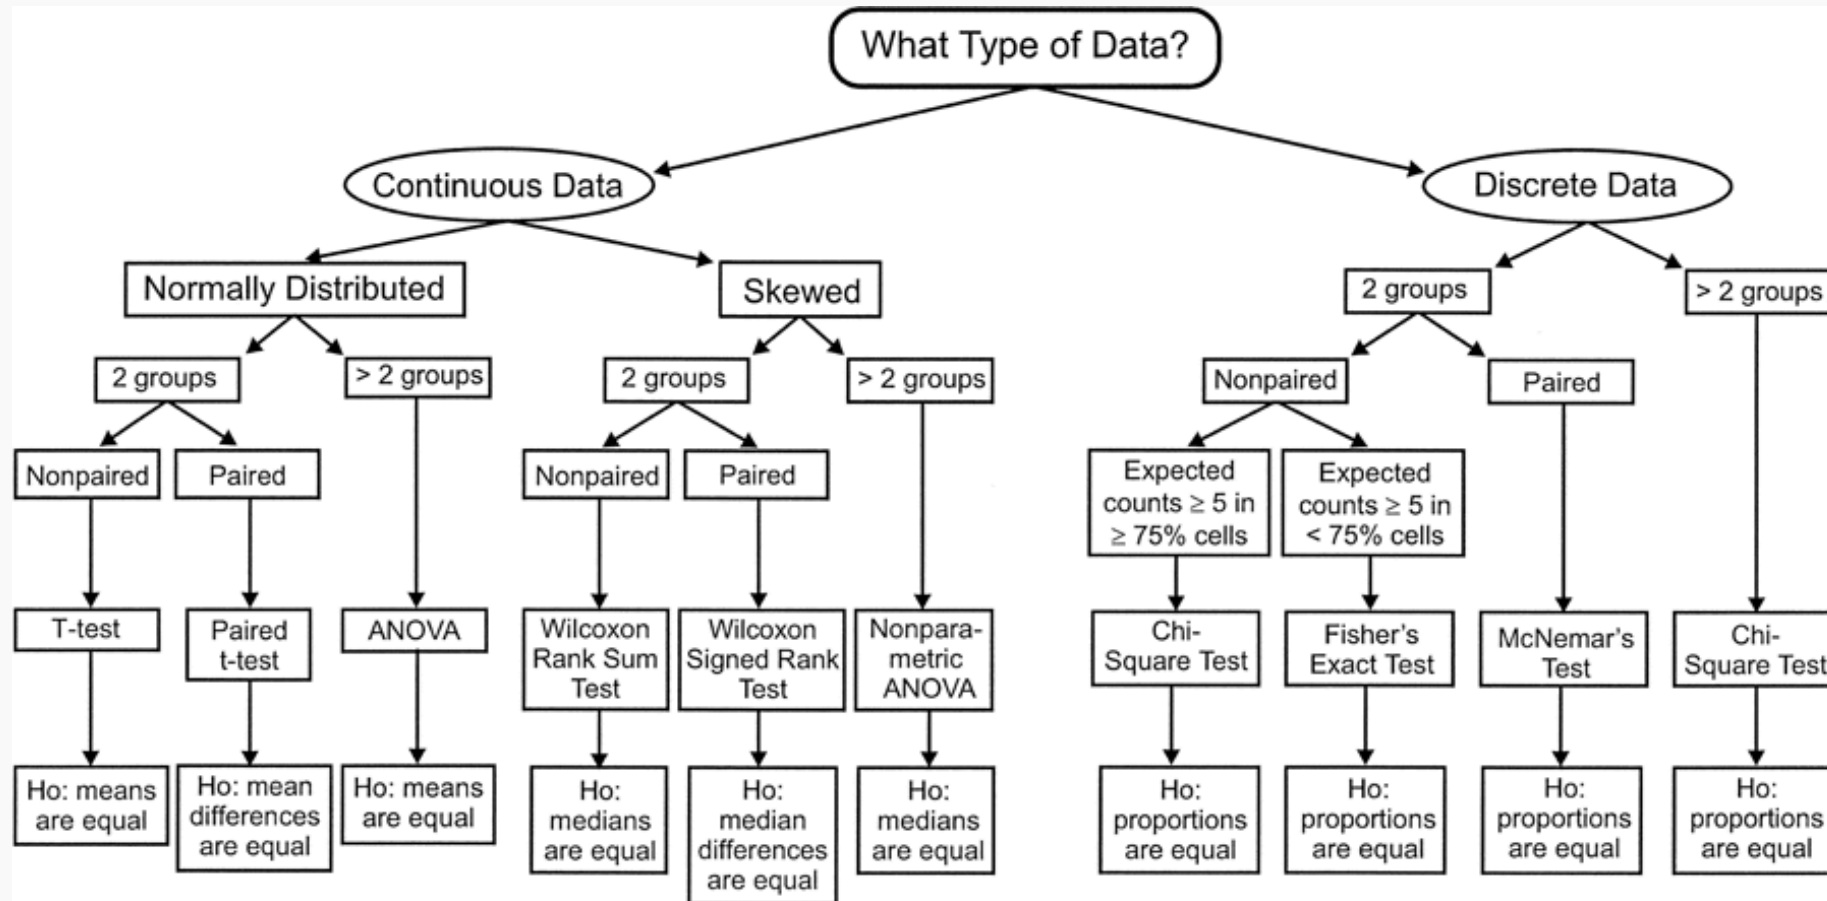 What Type of Data?
Continuous Data
Discrete Data
Normally Distributed
Skewed
2 groups
> 2 groups
2 groups
> 2 groups
2 groups
> 2 groups
Nonpaired
Paired
Nonpaired
Paired
Nonpaired
Paired
Expected
counts ≥ 5 in
≥ 75% cells
Expected
counts ≥ 5 in
< 75% cells
T-test
Paired
t-test
ANOVA
Wilcoxon
Rank Sum
Test
Wilcoxon
Signed Rank
Test
Nonpara-
metric
ANOVA
Chi-
Square Test
Fisher's
Exact Test
McNemar's
Test
Chi-
Square Test
Ho: means
are equal
Ho: mean
differences
are equal
Ho: means
are equal
Ho:
medians
are equal
Ho:
median
differences
are equal
Ho:
medians
are equal
Ho:
proportions
are equal
Ho:
proportions
are equal
Ho:
proportions
are equal
Ho:
proportions
are equal